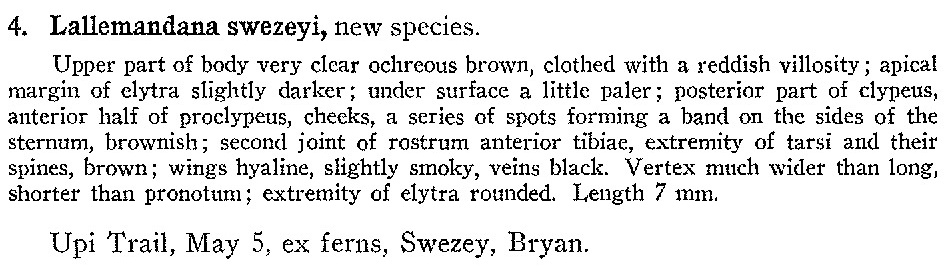 4. Lallemandana swezeyi, new species.
Upper part of body very clear ochreous brown, clothed with a reddish villosity; apical
margin of elytra slightly darker; under surface a little paler; posterior part of clypeus,
anterior half of proclypeus, cheeks, a series of spots forming a band on the sides of the
sternum, brownish; second joint of rostrum anterior tibiae, extremity of tarsi and their
spines, brown; wings hyaline, slightly smoky, veins black. Vertex much wider than long,
shorter than pronotum; extremity of elytra rounded. Length 7 mm.
Upi Trail, May 5, ex ferns, Swezey, Bryan.